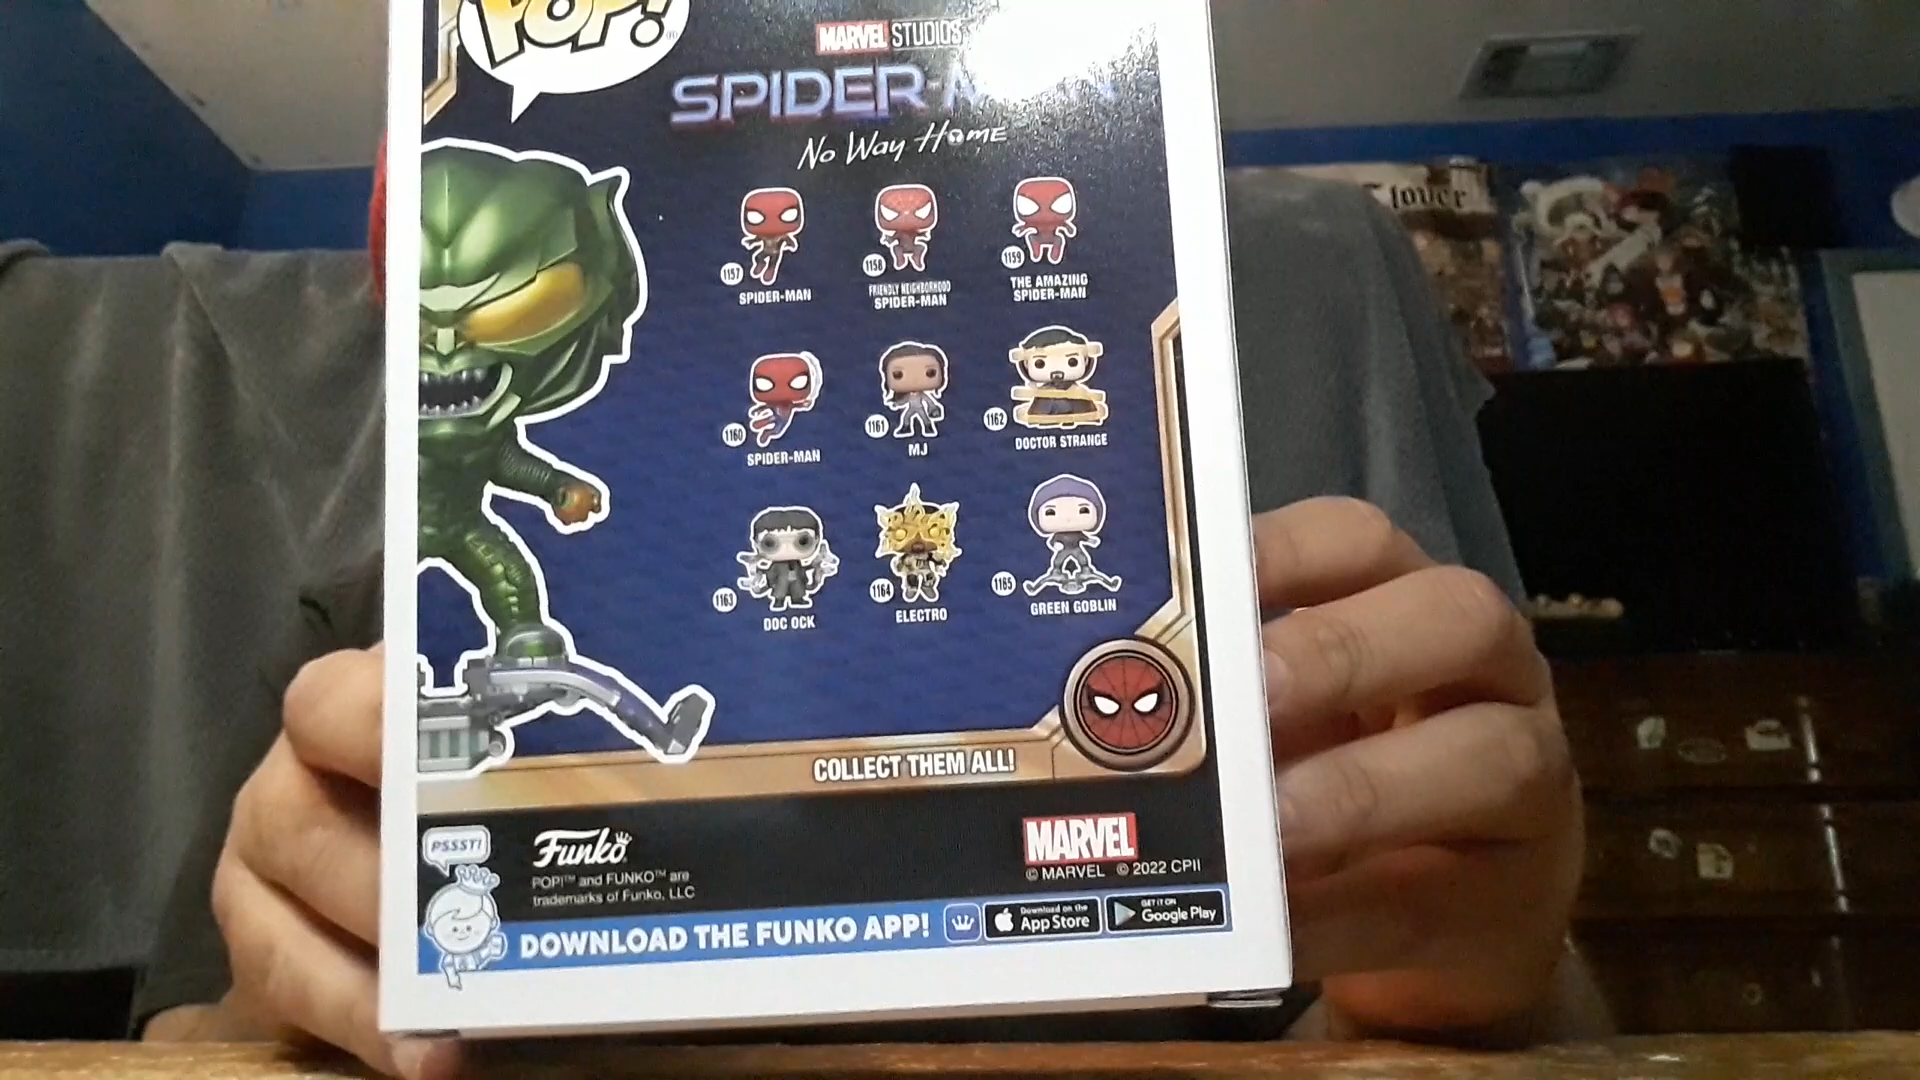 POP!
MARVEL STUDIOS
SPIDER-MAN
No Way Home
1157
SPIDER-MAN
1158
FRIENDLY NEIGHBORHOOD
SPIDER-MAN
1159
THE AMAZING
SPIDER-MAN
1160
SPIDER-MAN
1161
MJ
1162
DOCTOR STRANGE
1163
DOC OCK
1164
ELECTRO
1165
GREEN GOBLIN
COLLECT THEM ALL!
PSSST!
Funko
POP!™ and FUNKO™ are
trademarks of Funko, LLC
MARVEL
© MARVEL © 2022 CPII
DOWNLOAD THE FUNKO APP!
Download on the
App Store
GET IT ON
Google Play
Clover